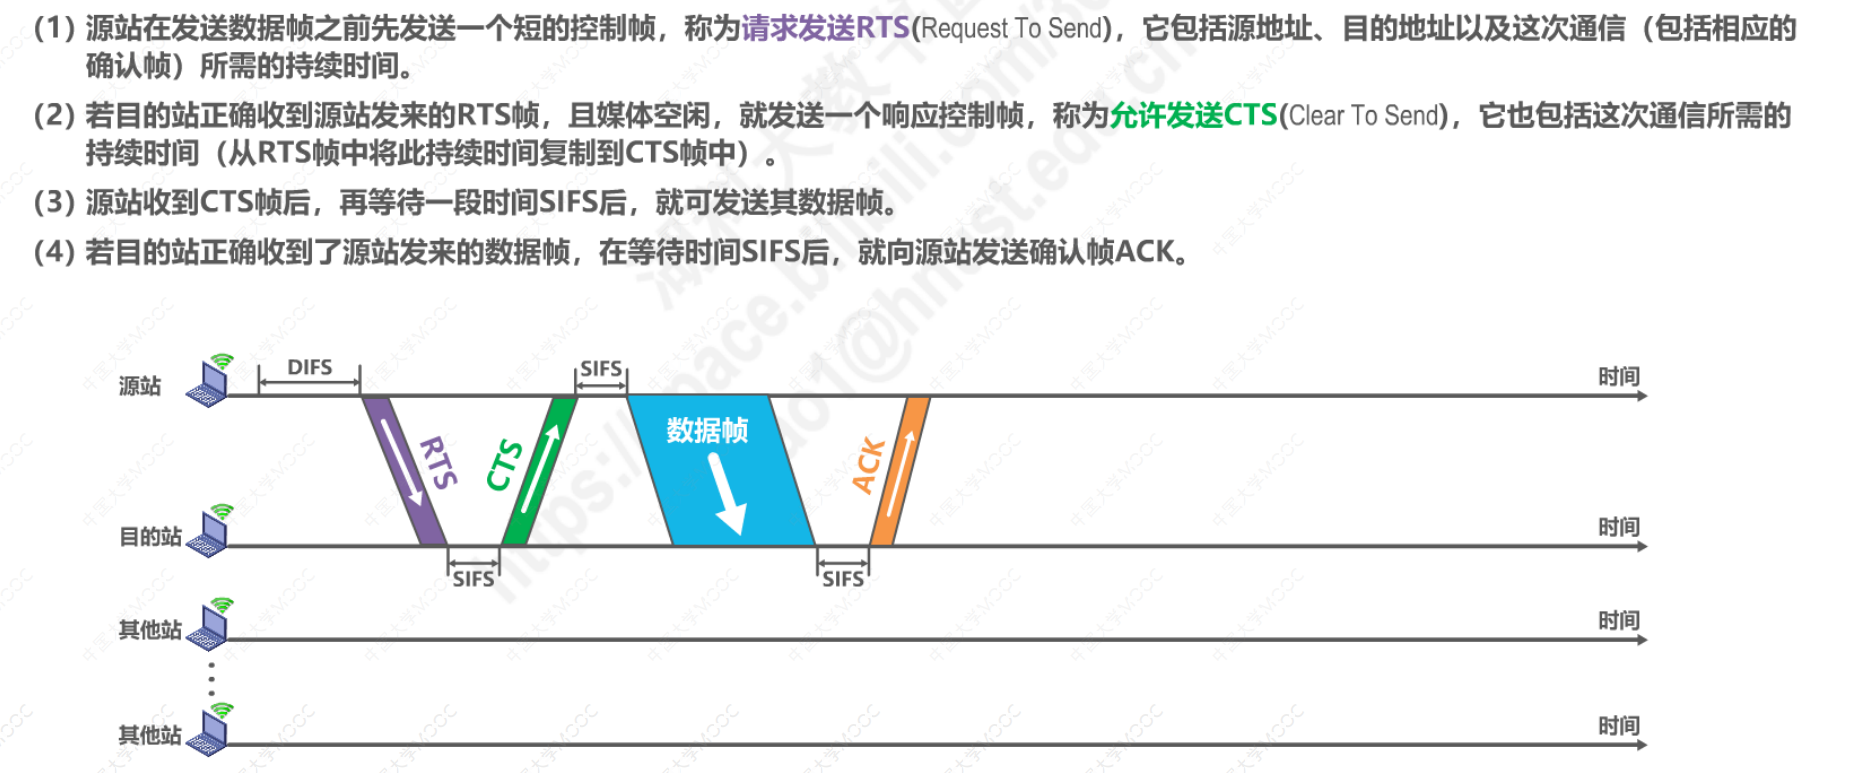 (1) 源站在发送数据帧之前先发送一个短的控制帧，称为请求发送RTS(Request To Send)，它包括源地址、目的地址以及这次通信（包括相应的
确认帧）所需的持续时间。
(2) 若目的站正确收到源站发来的RTS帧，且媒体空闲，就发送一个响应控制帧，称为允许发送CTS(Clear To Send)，它也包括这次通信所需的
持续时间（从RTS帧中将此持续时间复制到CTS帧中）。
(3) 源站收到CTS帧后，再等待一段时间SIFS后，就可发送其数据帧。
(4) 若目的站正确收到了源站发来的数据帧，在等待时间SIFS后，就向源站发送确认帧ACK。
源站
DIFS
SIFS
时间
RTS
CTS
数据帧
ACK
目的站
时间
SIFS
SIFS
其他站
时间
其他站
时间
中国大学MOOC